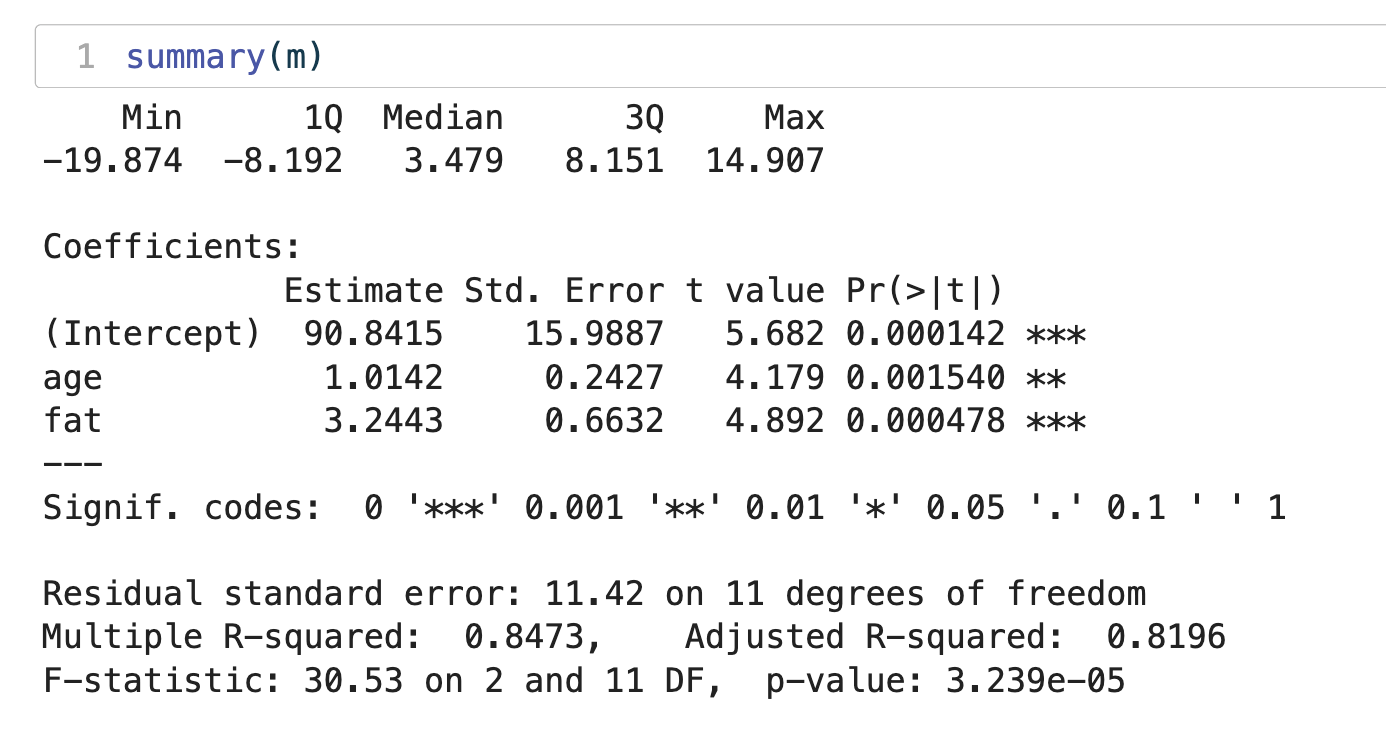 1 summary(m)
    Min      1Q  Median      3Q     Max
−19.874  −8.192   3.479   8.151  14.907
Coefficients:
            Estimate Std. Error t value Pr(>|t|)
(Intercept)  90.8415    15.9887   5.682 0.000142 ***
age           1.0142     0.2427   4.179 0.001540 **
fat           3.2443     0.6632   4.892 0.000478 ***
−−−
Signif. codes:  0 '***' 0.001 '**' 0.01 '*' 0.05 '.' 0.1 ' ' 1
Residual standard error: 11.42 on 11 degrees of freedom
Multiple R−squared:  0.8473,    Adjusted R−squared:  0.8196
F−statistic: 30.53 on 2 and 11 DF,  p−value: 3.239e−05